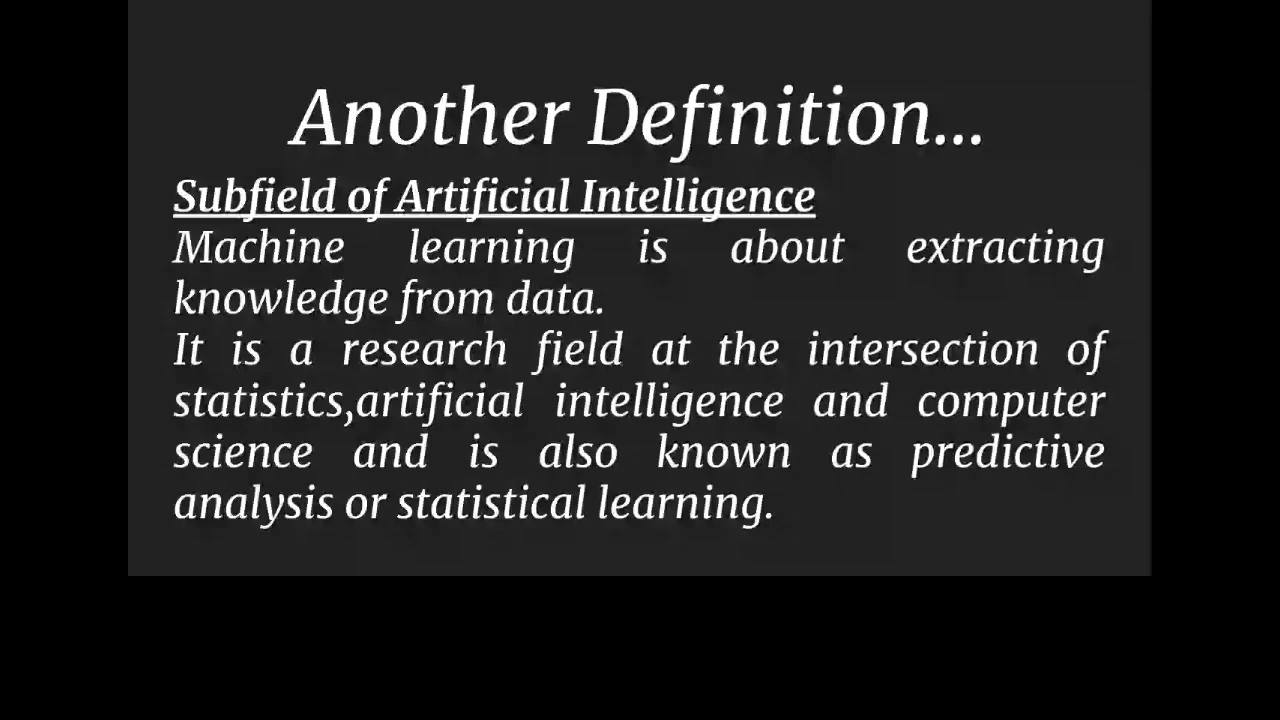 Another Definition...
Subfield of Artificial Intelligence
Machine learning is about extracting
knowledge from data.
It is a research field at the intersection of
statistics,artificial intelligence and computer
science and is also known as predictive
analysis or statistical learning.